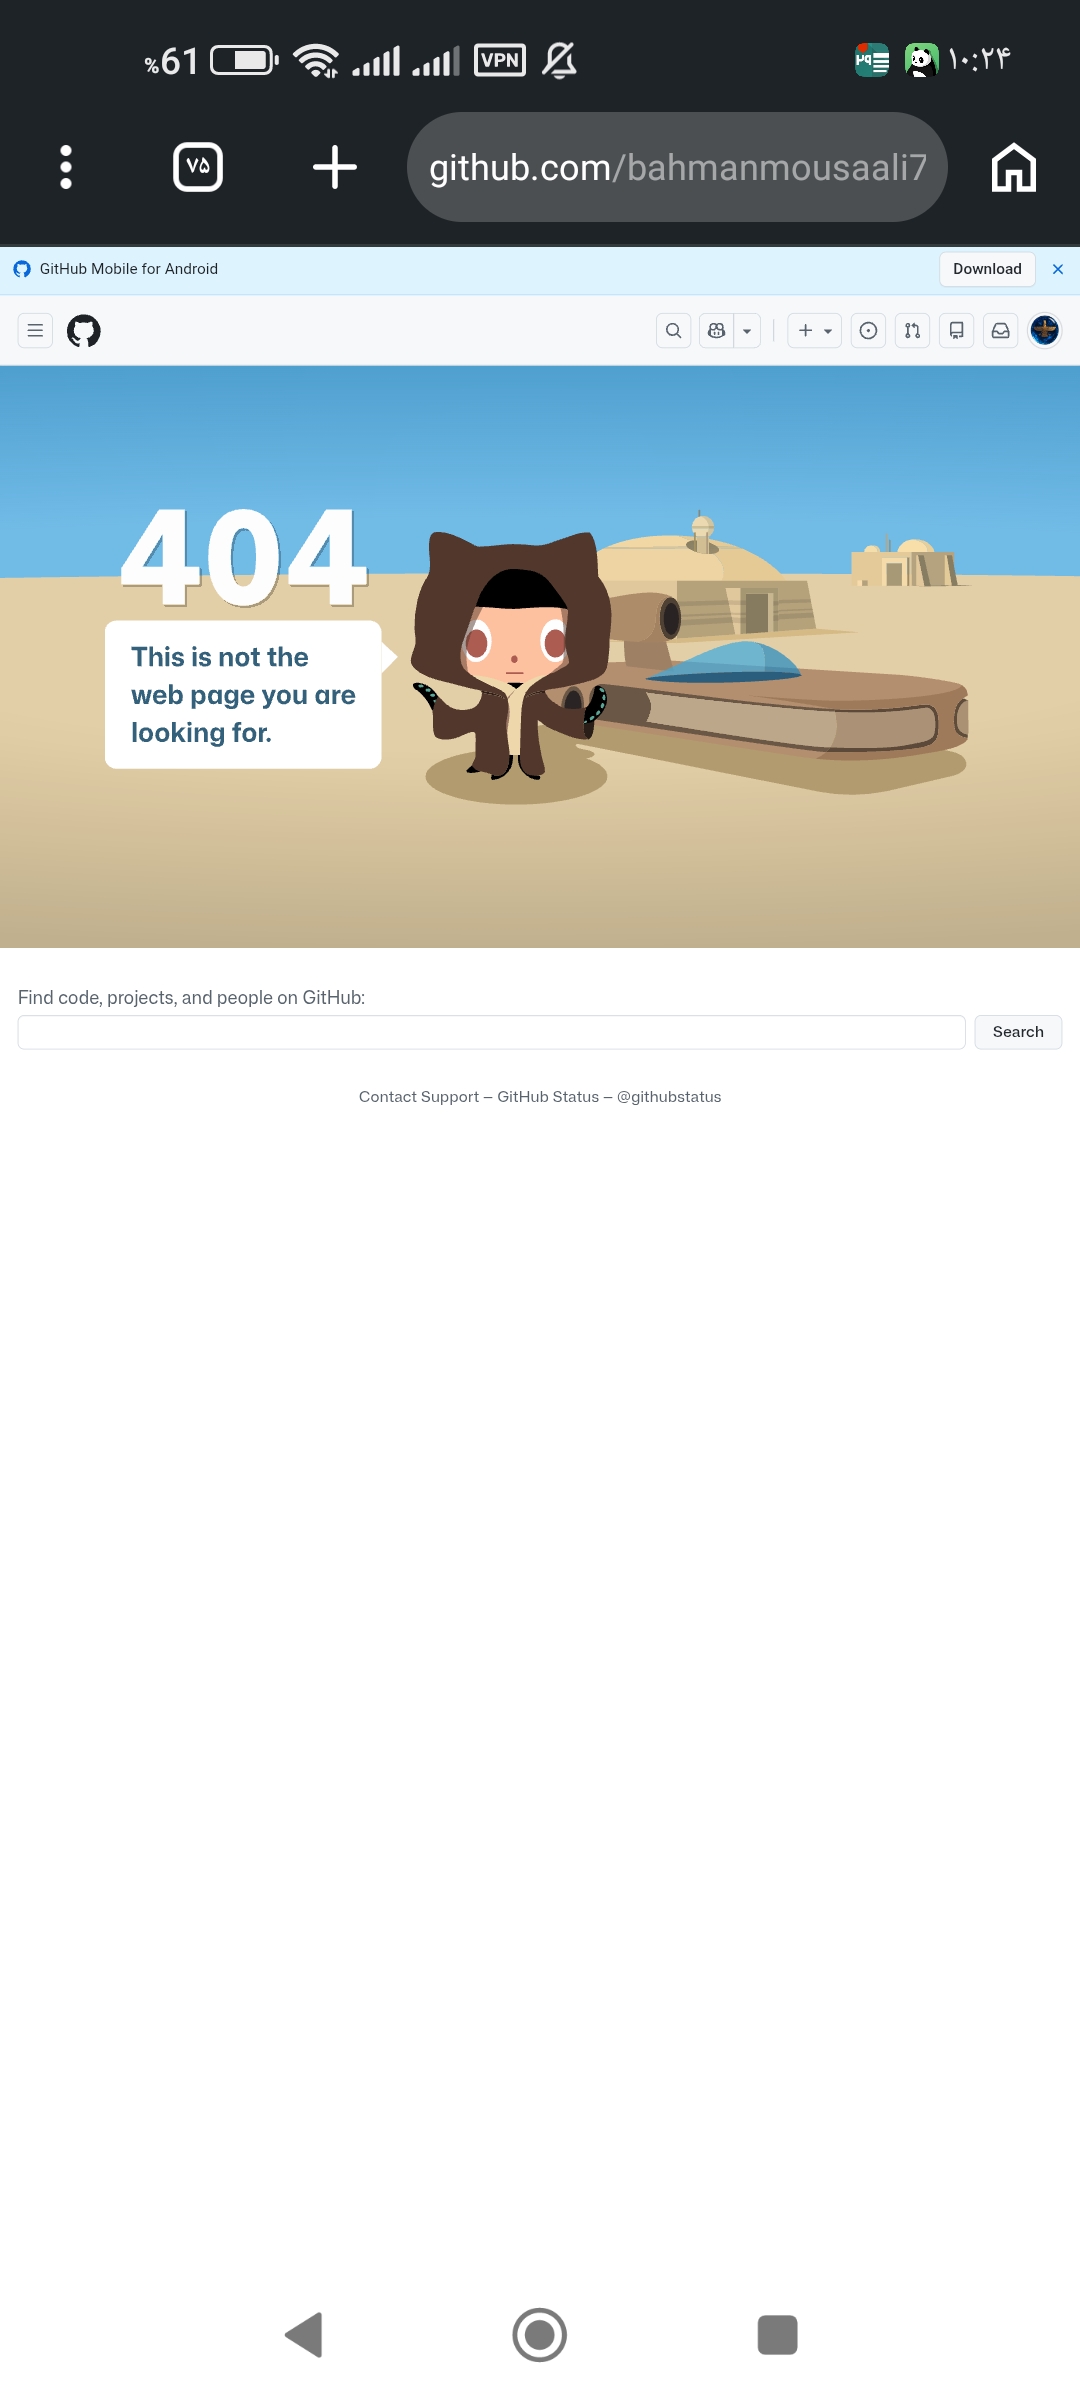 %61 VPN ۱۰:۲۴
۷۵ github.com/bahmanmousaali7
GitHub Mobile for Android Download
404
This is not the
web page you are
looking for.
Find code, projects, and people on GitHub:
Search
Contact Support — GitHub Status — @githubstatus